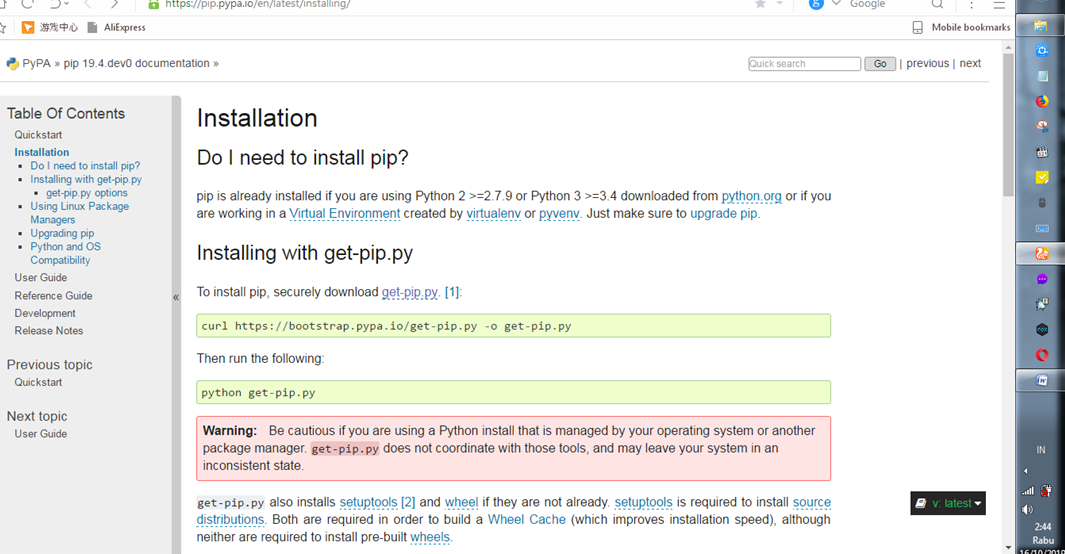 https://pip.pypa.io/en/latest/installing/
Google
游戏中心 AliExpress
Mobile bookmarks
PyPA » pip 19.4.dev0 documentation »
Quick search Go | previous | next
Table Of Contents
Quickstart
Installation
Do I need to install pip?
Installing with get-pip.py
get-pip.py options
Using Linux Package
Managers
Upgrading pip
Python and OS
Compatibility
User Guide
Reference Guide
Development
Release Notes
Previous topic
Quickstart
Next topic
User Guide
«
Installation
Do I need to install pip?
pip is already installed if you are using Python 2 >=2.7.9 or Python 3 >=3.4 downloaded from python.org or if you
are working in a Virtual Environment created by virtualenv or pyvenv. Just make sure to upgrade pip.
Installing with get-pip.py
To install pip, securely download get-pip.py. [1]:
curl https://bootstrap.pypa.io/get-pip.py -o get-pip.py
Then run the following:
python get-pip.py
Warning: Be cautious if you are using a Python install that is managed by your operating system or another
package manager. get-pip.py does not coordinate with those tools, and may leave your system in an
inconsistent state.
get-pip.py also installs setuptools [2] and wheel if they are not already. setuptools is required to install source
distributions. Both are required in order to build a Wheel Cache (which improves installation speed), although
neither are required to install pre-built wheels.
v: latest
IN
2:44
Rabu
16/10/2019